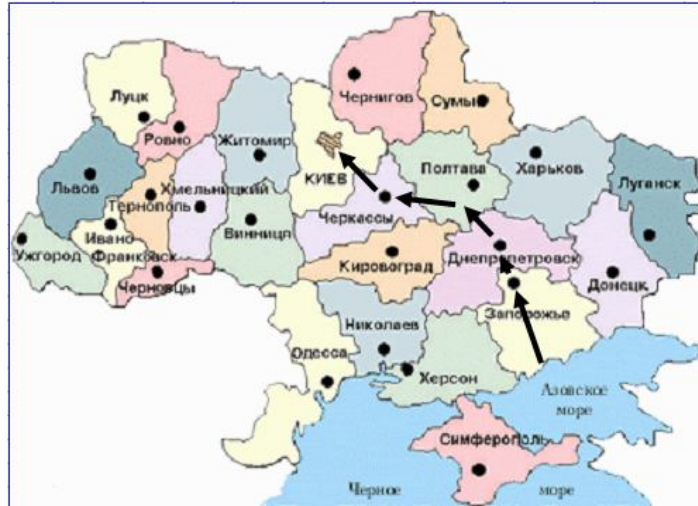 Чернигов
Сумы
Луцк
Ровно
Житомир
КИЕВ
Полтава
Харьков
Луганск
Львов
Тернополь
Хмельницкий
Черкассы
Ужгород
Ивано
Франковск
Винница
Кировоград
Днепропетровск
Донецк
Черновцы
Запорожье
Николаев
Одесса
Херсон
Азовское
море
Симферополь
Черное
море